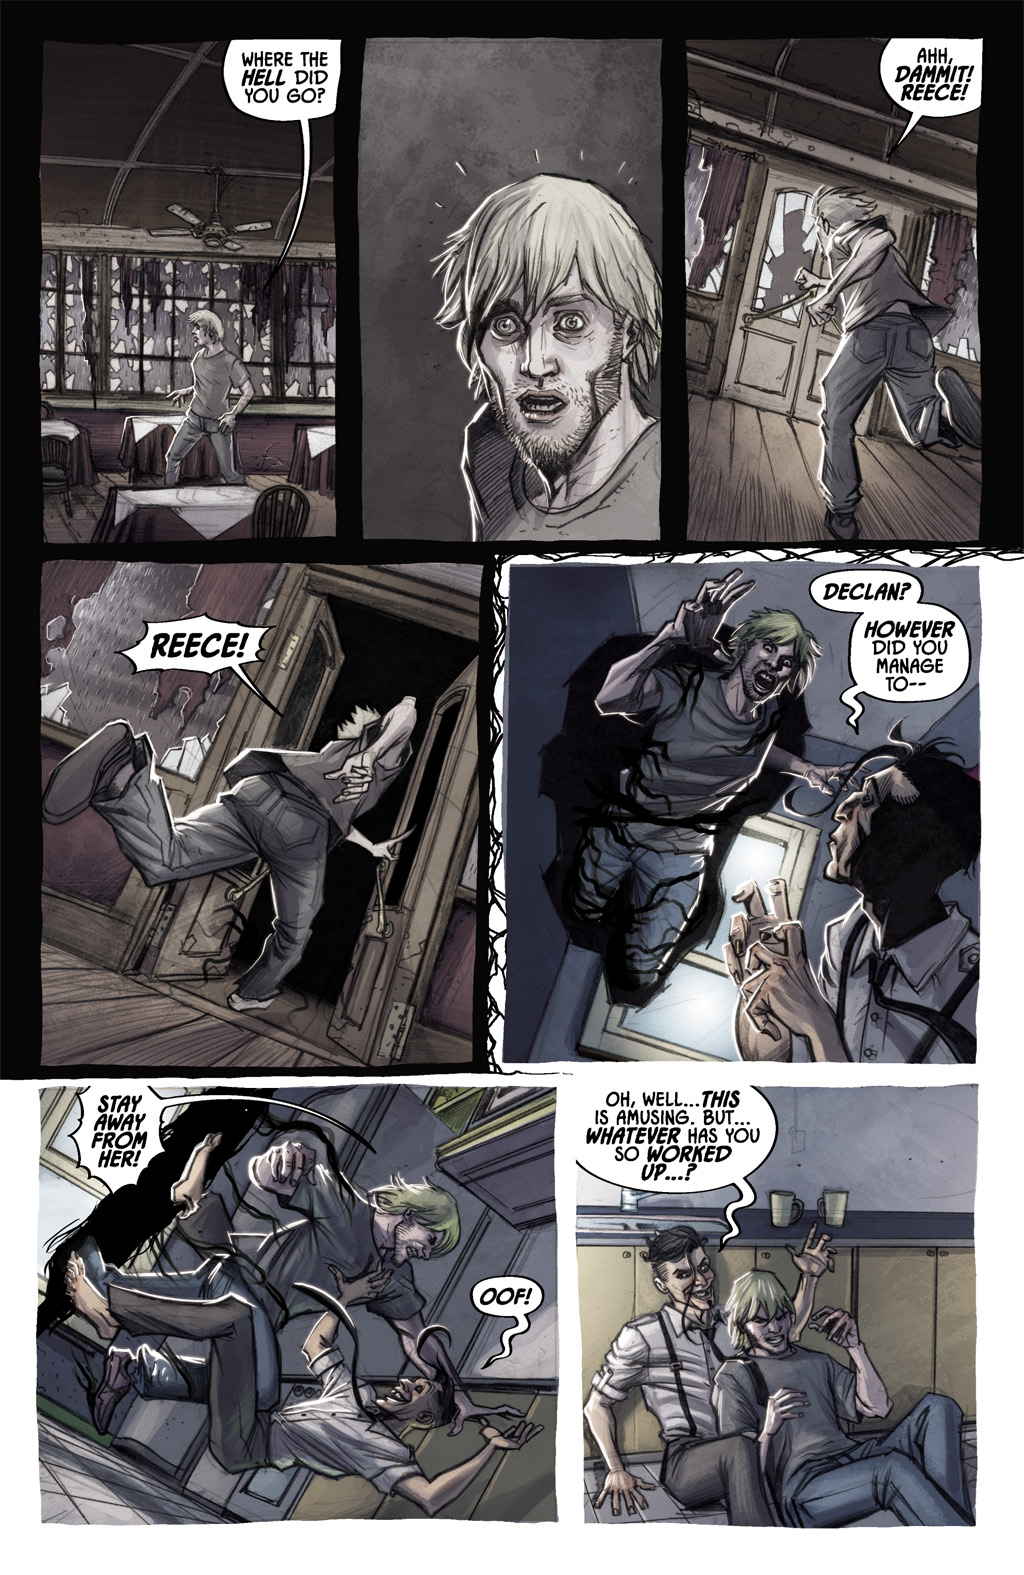 WHERE THE
HELL DID
YOU GO?
AHH,
DAMMIT!
REECE!
REECE!
DECLAN?
HOWEVER
DID YOU
MANAGE
TO--
STAY
AWAY
FROM
HER!
OOF!
OH, WELL...THIS
IS AMUSING. BUT...
WHATEVER HAS YOU
SO WORKED
UP...?